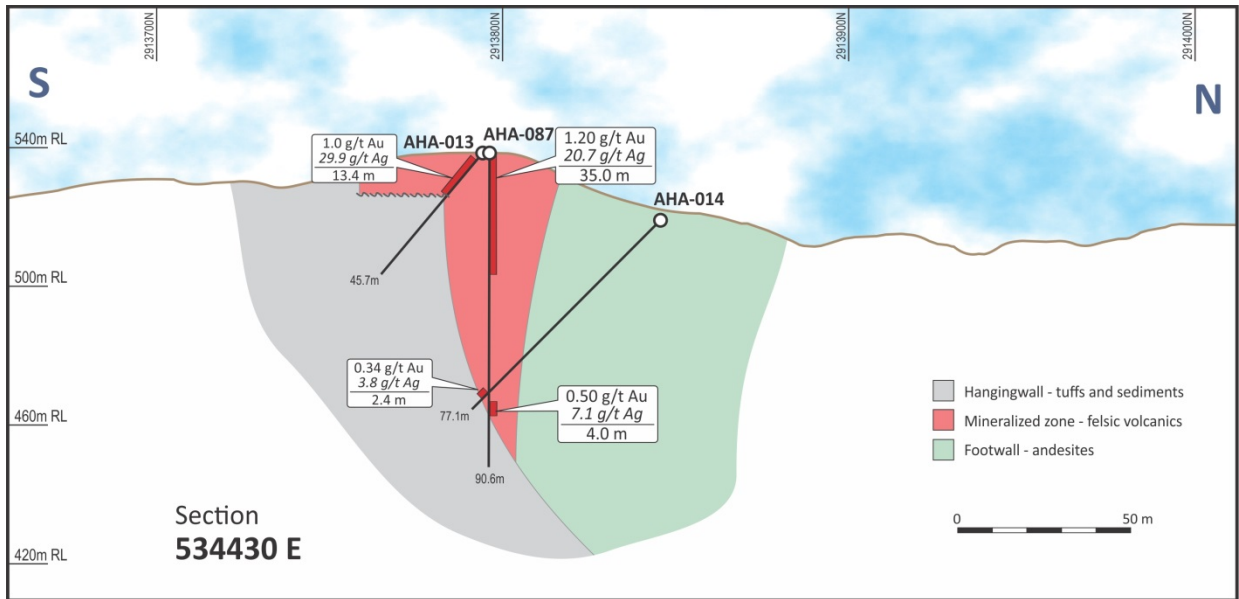 2913700N
2913800N
2913900N
2914000N
S
N
540m RL
500m RL
460m RL
420m RL
1.0 g/t Au
29.9 g/t Ag
13.4 m
AHA-013
AHA-087
1.20 g/t Au
20.7 g/t Ag
35.0 m
AHA-014
45.7m
0.34 g/t Au
3.8 g/t Ag
2.4 m
77.1m
0.50 g/t Au
7.1 g/t Ag
4.0 m
90.6m
Hangingwall - tuffs and sediments
Mineralized zone - felsic volcanics
Footwall - andesites
0
50 m
Section
534430 E